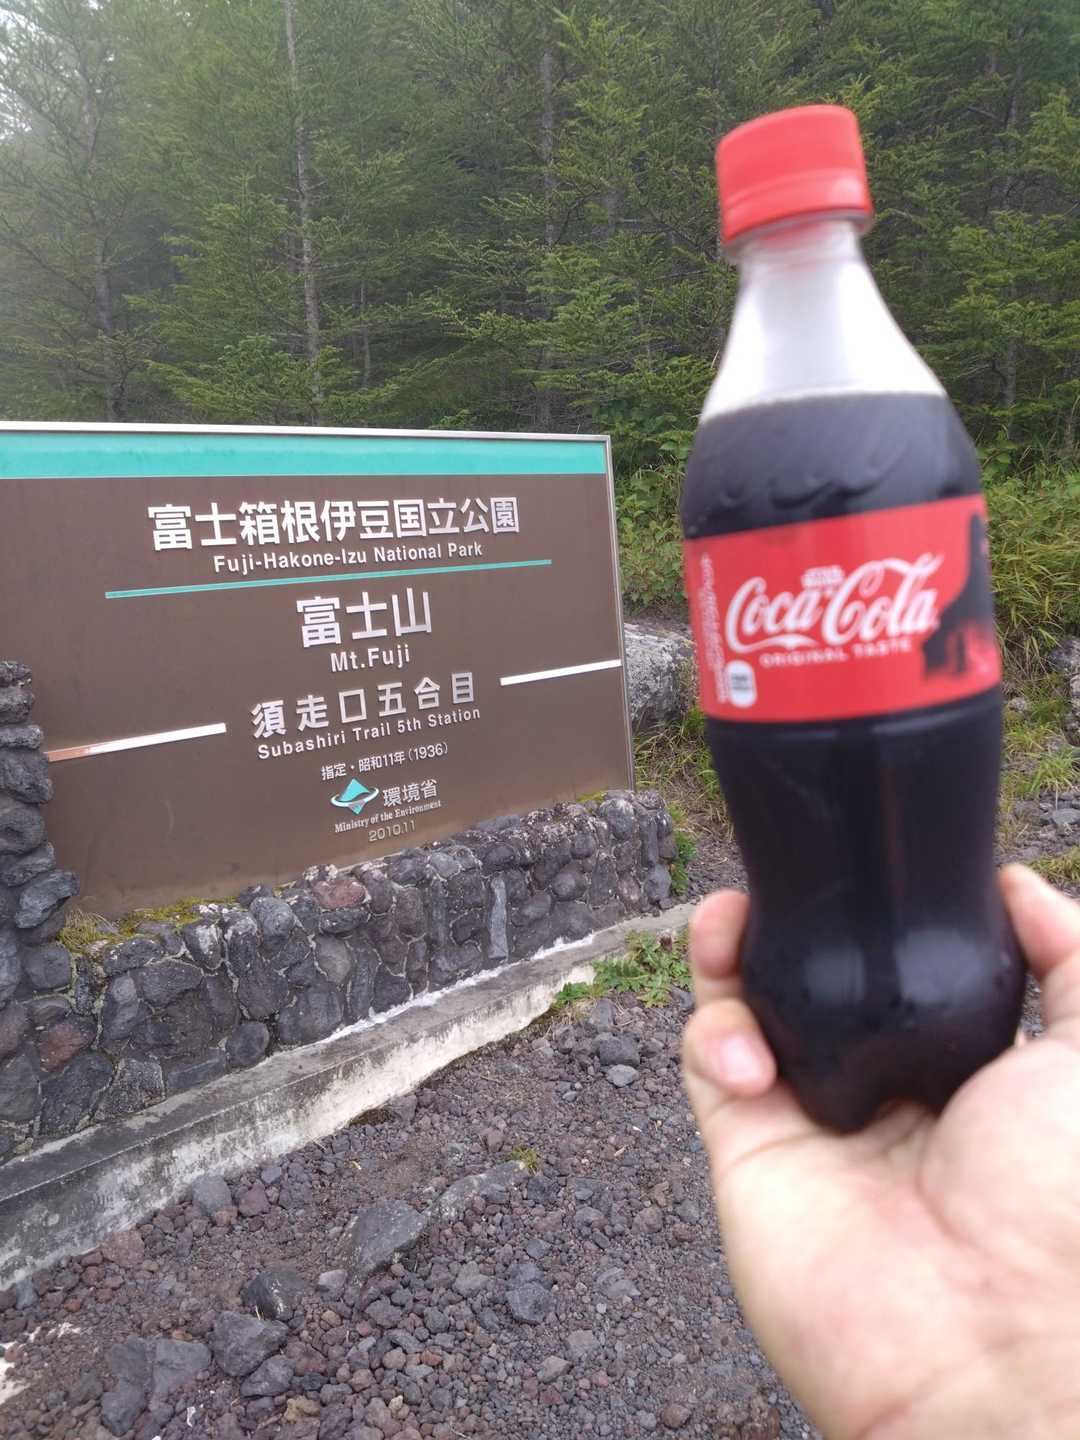 富士箱根伊豆国立公園
Fuji-Hakone-Izu National Park
富士山
Mt.Fuji
須走口五合目
Subashiri Trail 5th Station
指定・昭和11年(1936)
環境省
Ministry of the Environment
2010.11
Coca-Cola
ORIGINAL TASTE